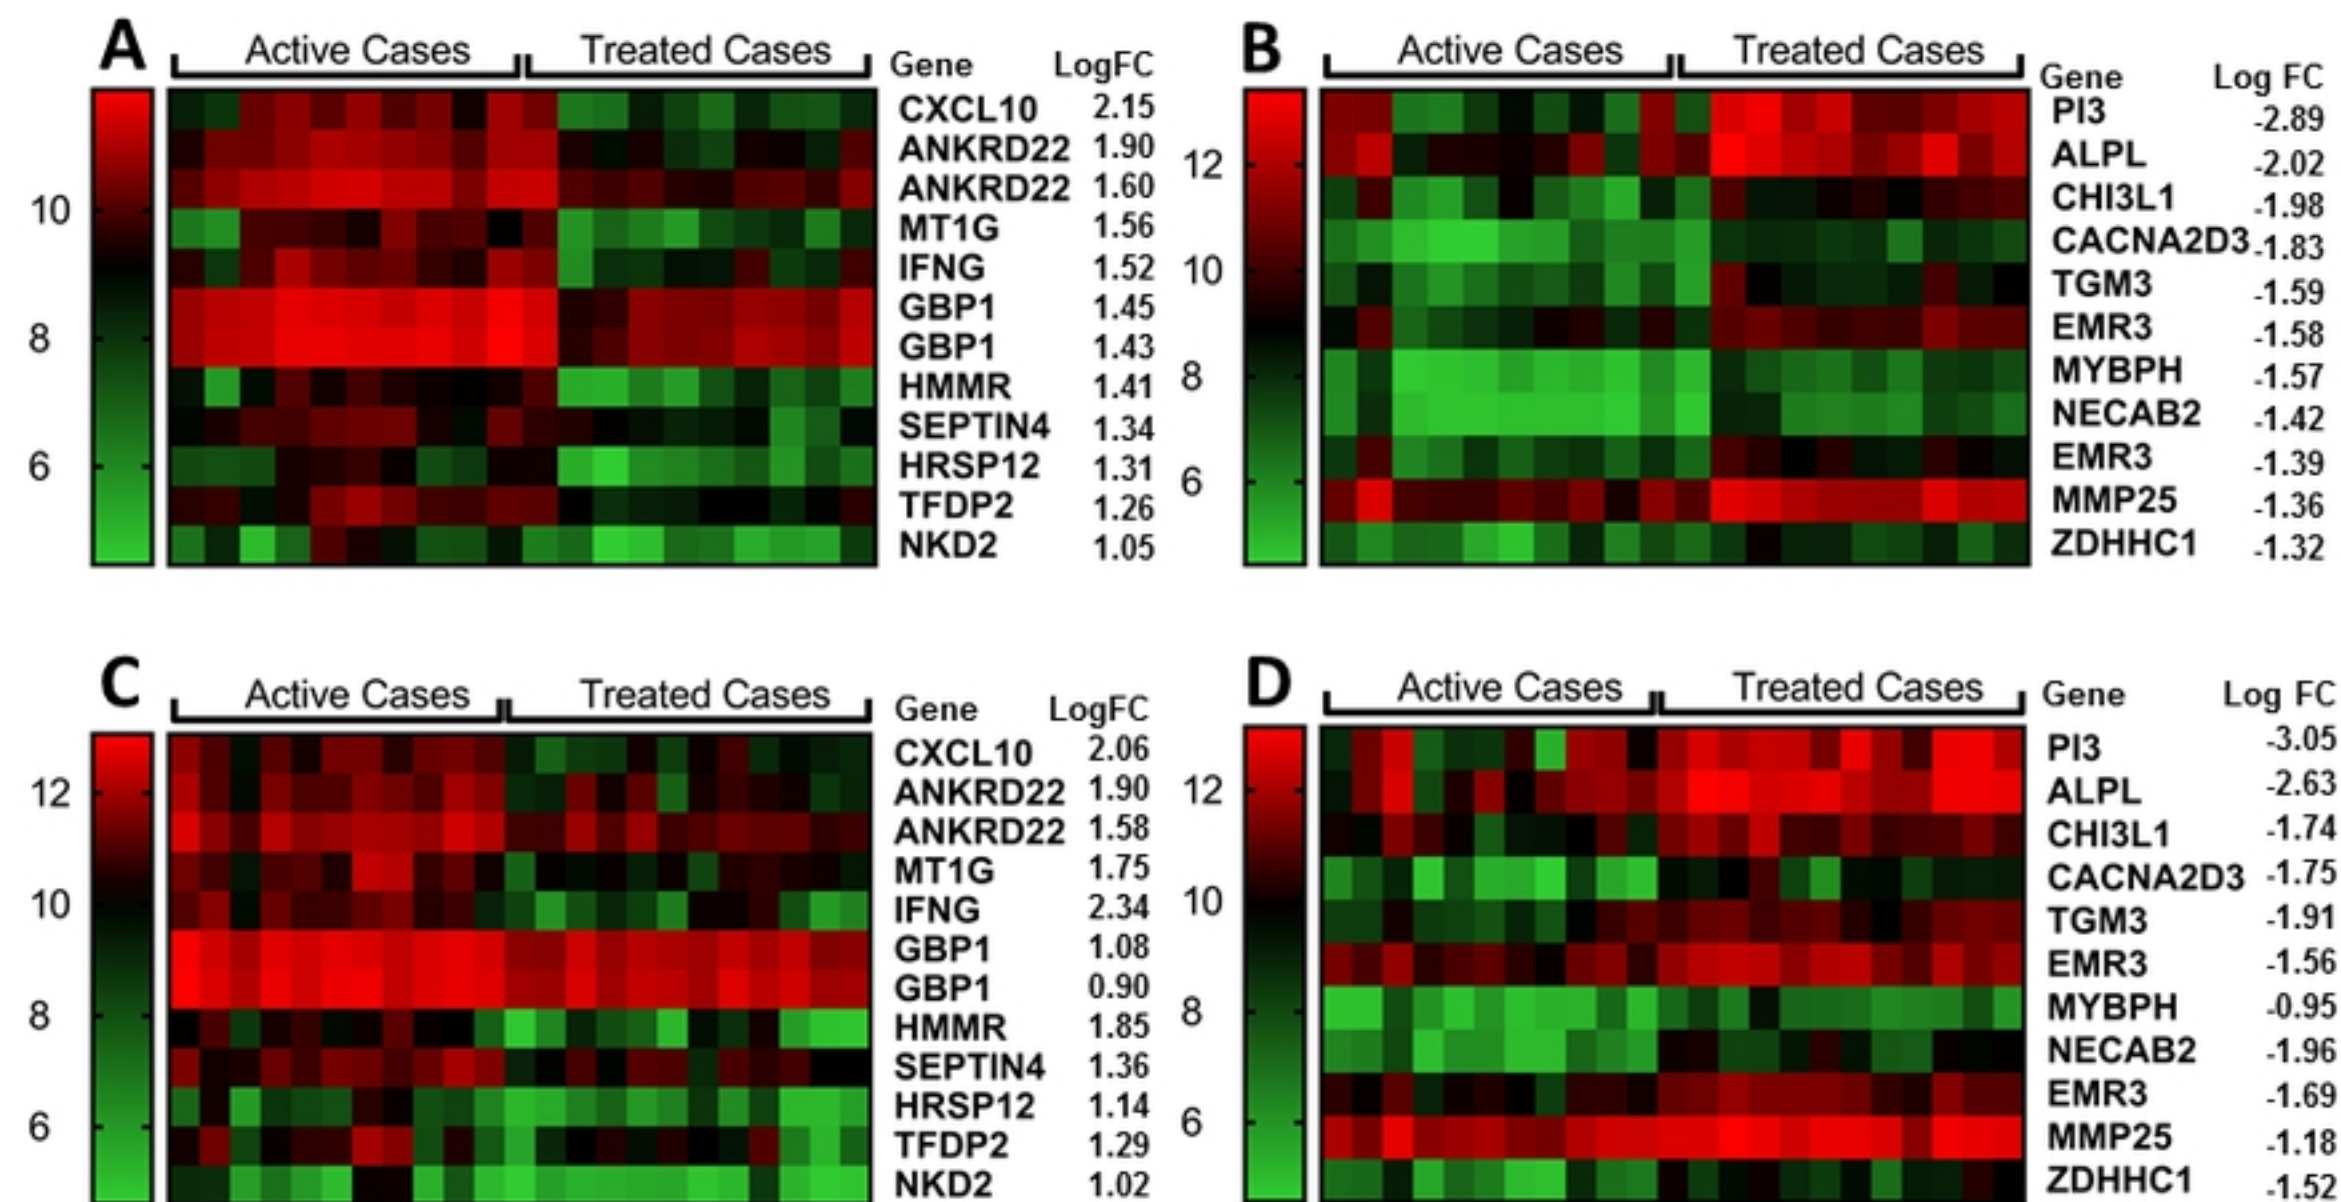 A
Active Cases Treated Cases
Gene LogFC
10
8
6
CXCL10 2.15
ANKRD22 1.90
ANKRD22 1.60
MT1G 1.56
IFNG 1.52
GBP1 1.45
GBP1 1.43
HMMR 1.41
SEPTIN4 1.34
HRSP12 1.31
TFDP2 1.26
NKD2 1.05
B
Active Cases Treated Cases
Gene Log FC
12
10
8
6
PI3 -2.89
ALPL -2.02
CHI3L1 -1.98
CACNA2D3 -1.83
TGM3 -1.59
EMR3 -1.58
MYBPH -1.57
NECAB2 -1.42
EMR3 -1.39
MMP25 -1.36
ZDHHC1 -1.32
C
Active Cases Treated Cases
Gene LogFC
12
10
8
6
CXCL10 2.06
ANKRD22 1.90
ANKRD22 1.58
MT1G 1.75
IFNG 2.34
GBP1 1.08
GBP1 0.90
HMMR 1.85
SEPTIN4 1.36
HRSP12 1.14
TFDP2 1.29
NKD2 1.02
D
Active Cases Treated Cases
Gene Log FC
12
10
8
6
PI3 -3.05
ALPL -2.63
CHI3L1 -1.74
CACNA2D3 -1.75
TGM3 -1.91
EMR3 -1.56
MYBPH -0.95
NECAB2 -1.96
EMR3 -1.69
MMP25 -1.18
ZDHHC1 -1.52